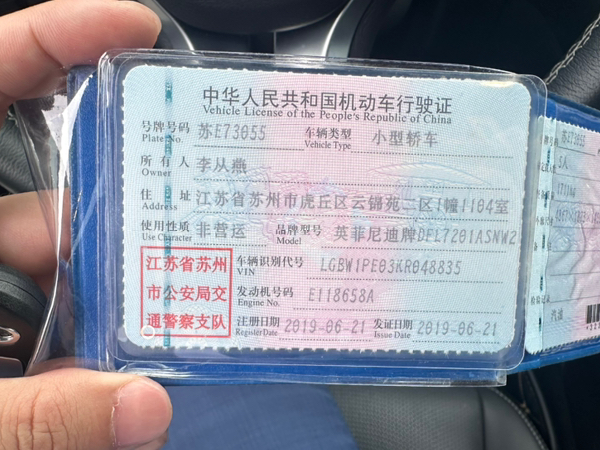 中华人民共和国机动车行驶证
Vehicle License of the People's Republic of China
号牌号码 苏E73055 车辆类型 小型轿车
Plate No. Vehicle Type
所有人 李从燕
Owner
住址 江苏省苏州市虎丘区云锦苑二区1幢1104室
Address
使用性质 非营运 品牌型号 英菲尼迪牌DFL7201ASNW2
Use Character Model
江苏省苏州
市公安局交
通警察支队
车辆识别代号 LGBW1PE03KR048835
VIN
发动机号码 E118658A
Engine No.
注册日期 2019-06-21 发证日期 2019-06-21
Register Date Issue Date
5人
汽油